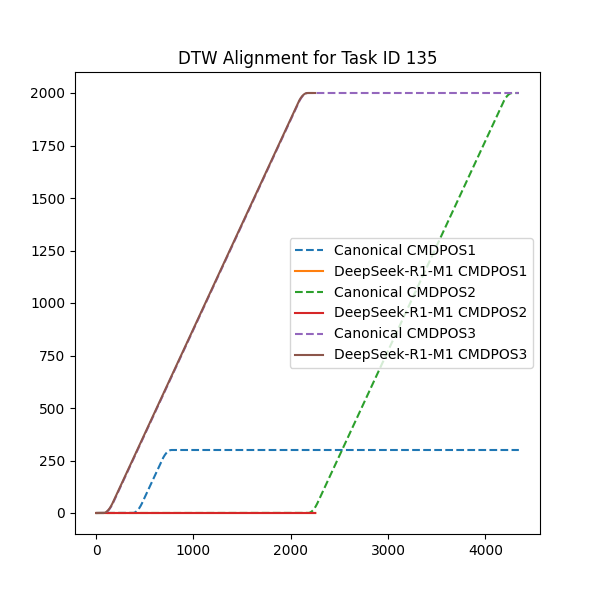 DTW Alignment for Task ID 135
2000
1750
1500
1250
1000
750
500
250
0
Canonical CMDPOS1
DeepSeek-R1-M1 CMDPOS1
Canonical CMDPOS2
DeepSeek-R1-M1 CMDPOS2
Canonical CMDPOS3
DeepSeek-R1-M1 CMDPOS3
0 1000 2000 3000 4000